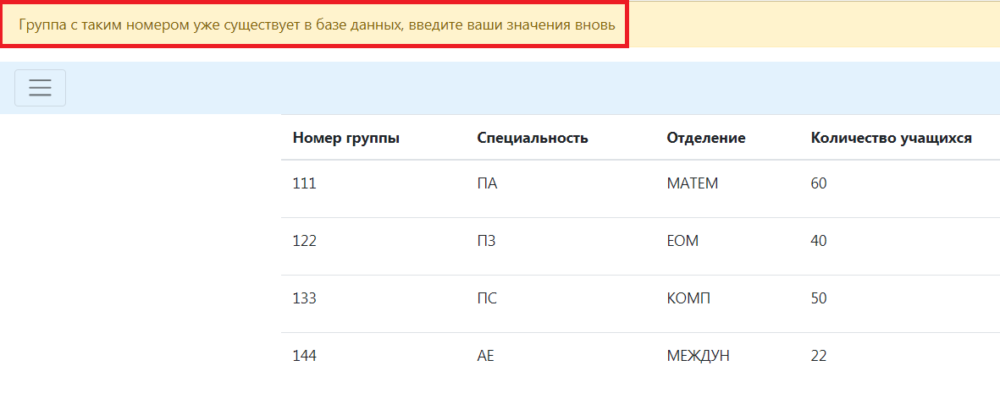 Группа с таким номером уже существует в базе данных, введите ваши значения вновь
Номер группы Специальность Отделение Количество учащихся
111 ПА МАТЕМ 60
122 ПЗ ЕОМ 40
133 ПС КОМП 50
144 АЕ МЕЖДУН 22